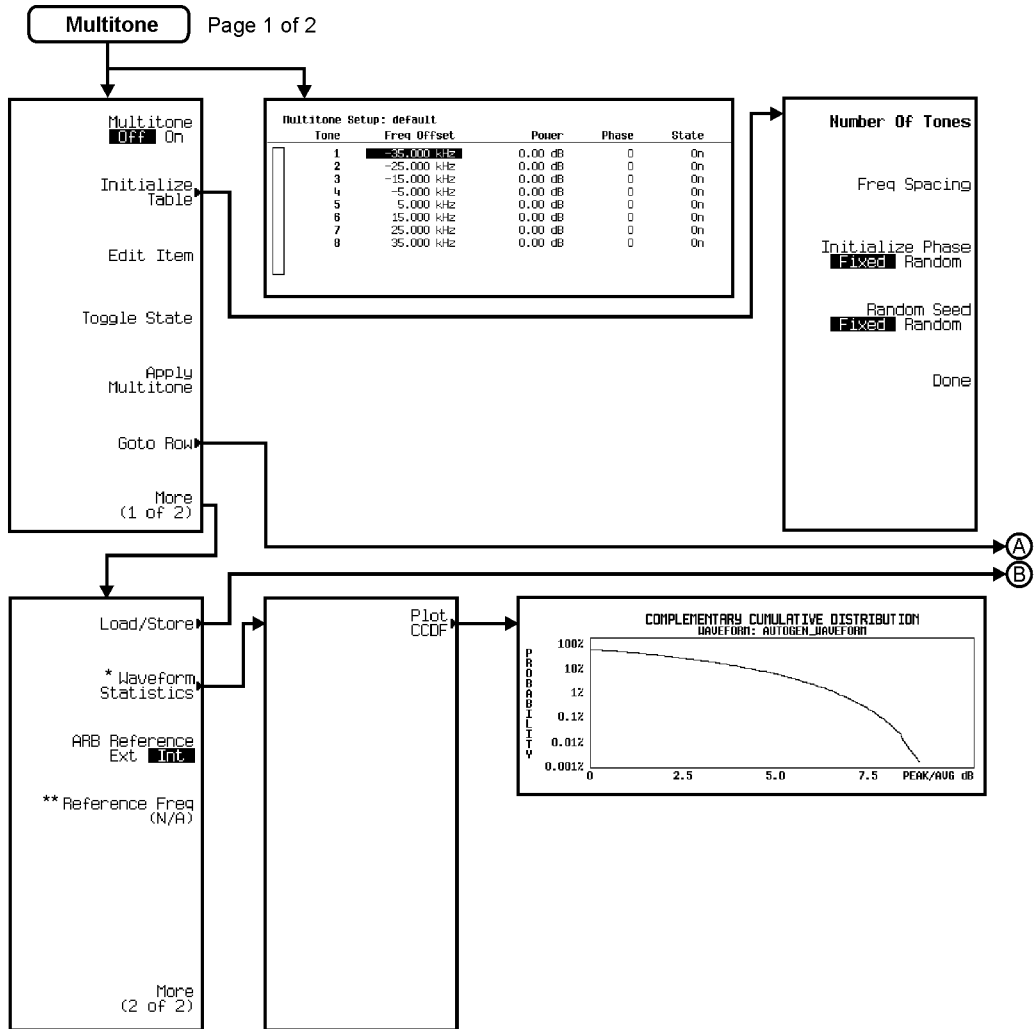 Multitone
Page 1 of 2
Multitone
Off On
Initialize
Table
Edit Item
Toggle State
Apply
Multitone
Goto Row
More
(1 of 2)
Multitone Setup: default
Tone Freq Offset Power Phase State
1 -35.000 kHz 0.00 dB 0 On
2 -25.000 kHz 0.00 dB 0 On
3 -15.000 kHz 0.00 dB 0 On
4 -5.000 kHz 0.00 dB 0 On
5 5.000 kHz 0.00 dB 0 On
6 15.000 kHz 0.00 dB 0 On
7 25.000 kHz 0.00 dB 0 On
8 35.000 kHz 0.00 dB 0 On
Number Of Tones
Freq Spacing
Initialize Phase
Fixed Random
Random Seed
Fixed Random
Done
A
B
Load/Store
* Waveform
Statistics
ARB Reference
Ext Int
** Reference Freq
(N/A)
More
(2 of 2)
Plot
CCDF
COMPLEMENTARY CUMULATIVE DISTRIBUTION
WAVEFORM: AUTOGEN_WAVEFORM
PROBABILITY
100%
10%
1%
0.1%
0.01%
0.001%
0 2.5 5.0 7.5 PEAK/AVG dB